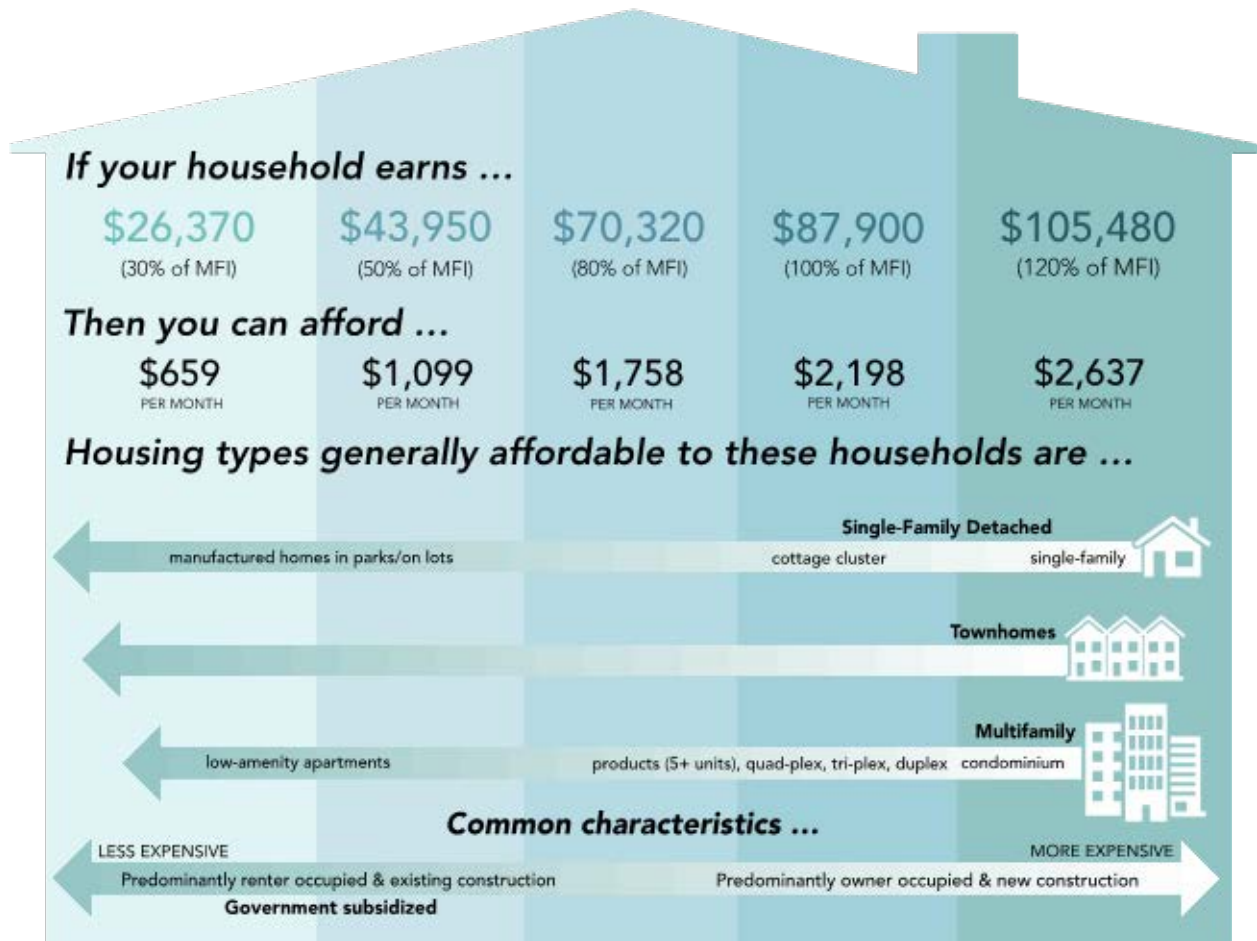 If your household earns ...
$26,370 $43,950 $70,320 $87,900 $105,480
(30% of MFI) (50% of MFI) (80% of MFI) (100% of MFI) (120% of MFI)
Then you can afford ...
$659 $1,099 $1,758 $2,198 $2,637
PER MONTH PER MONTH PER MONTH PER MONTH PER MONTH
Housing types generally affordable to these households are ...
Single-Family Detached
manufactured homes in parks/on lots cottage cluster single-family
Townhomes
Multifamily
low-amenity apartments products (5+ units), quad-plex, tri-plex, duplex condominium
Common characteristics ...
LESS EXPENSIVE MORE EXPENSIVE
Predominantly renter occupied & existing construction Predominantly owner occupied & new construction
Government subsidized